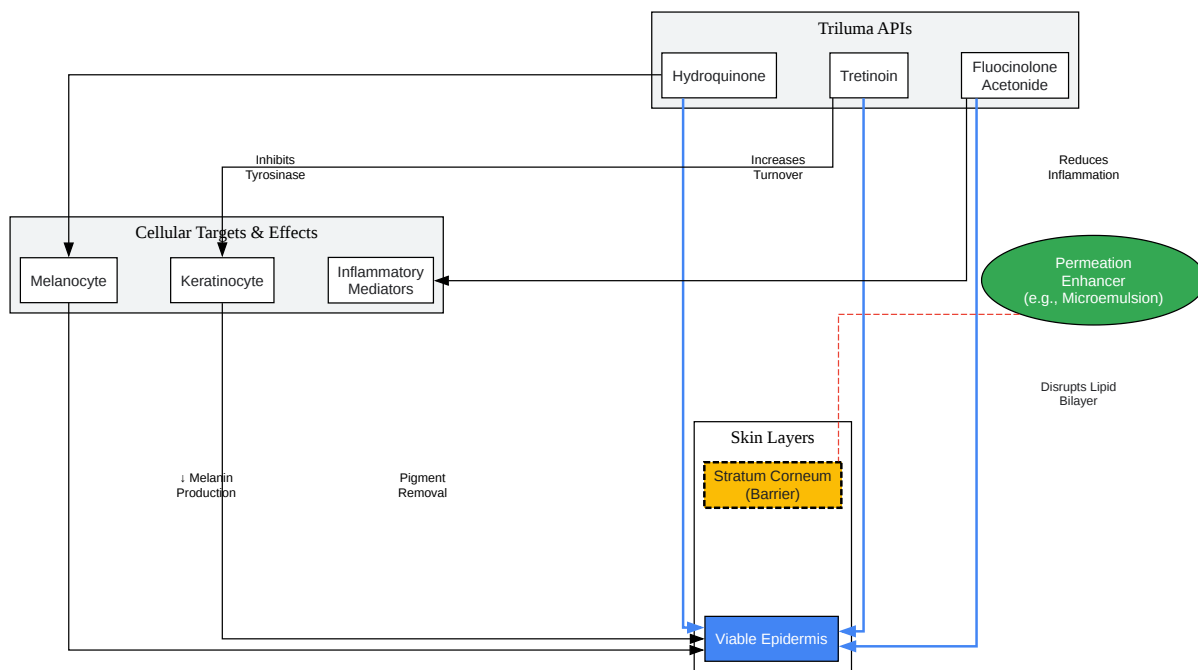 Triluma APIs
Hydroquinone
Tretinoin
Fluocinolone
Acetonide
Inhibits
Tyrosinase
Increases
Turnover
Reduces
Inflammation
Cellular Targets & Effects
Melanocyte
Keratinocyte
Inflammatory
Mediators
Permeation
Enhancer
(e.g., Microemulsion)
Disrupts Lipid
Bilayer
Skin Layers
Stratum Corneum
(Barrier)
↓ Melanin
Production
Pigment
Removal
Viable Epidermis